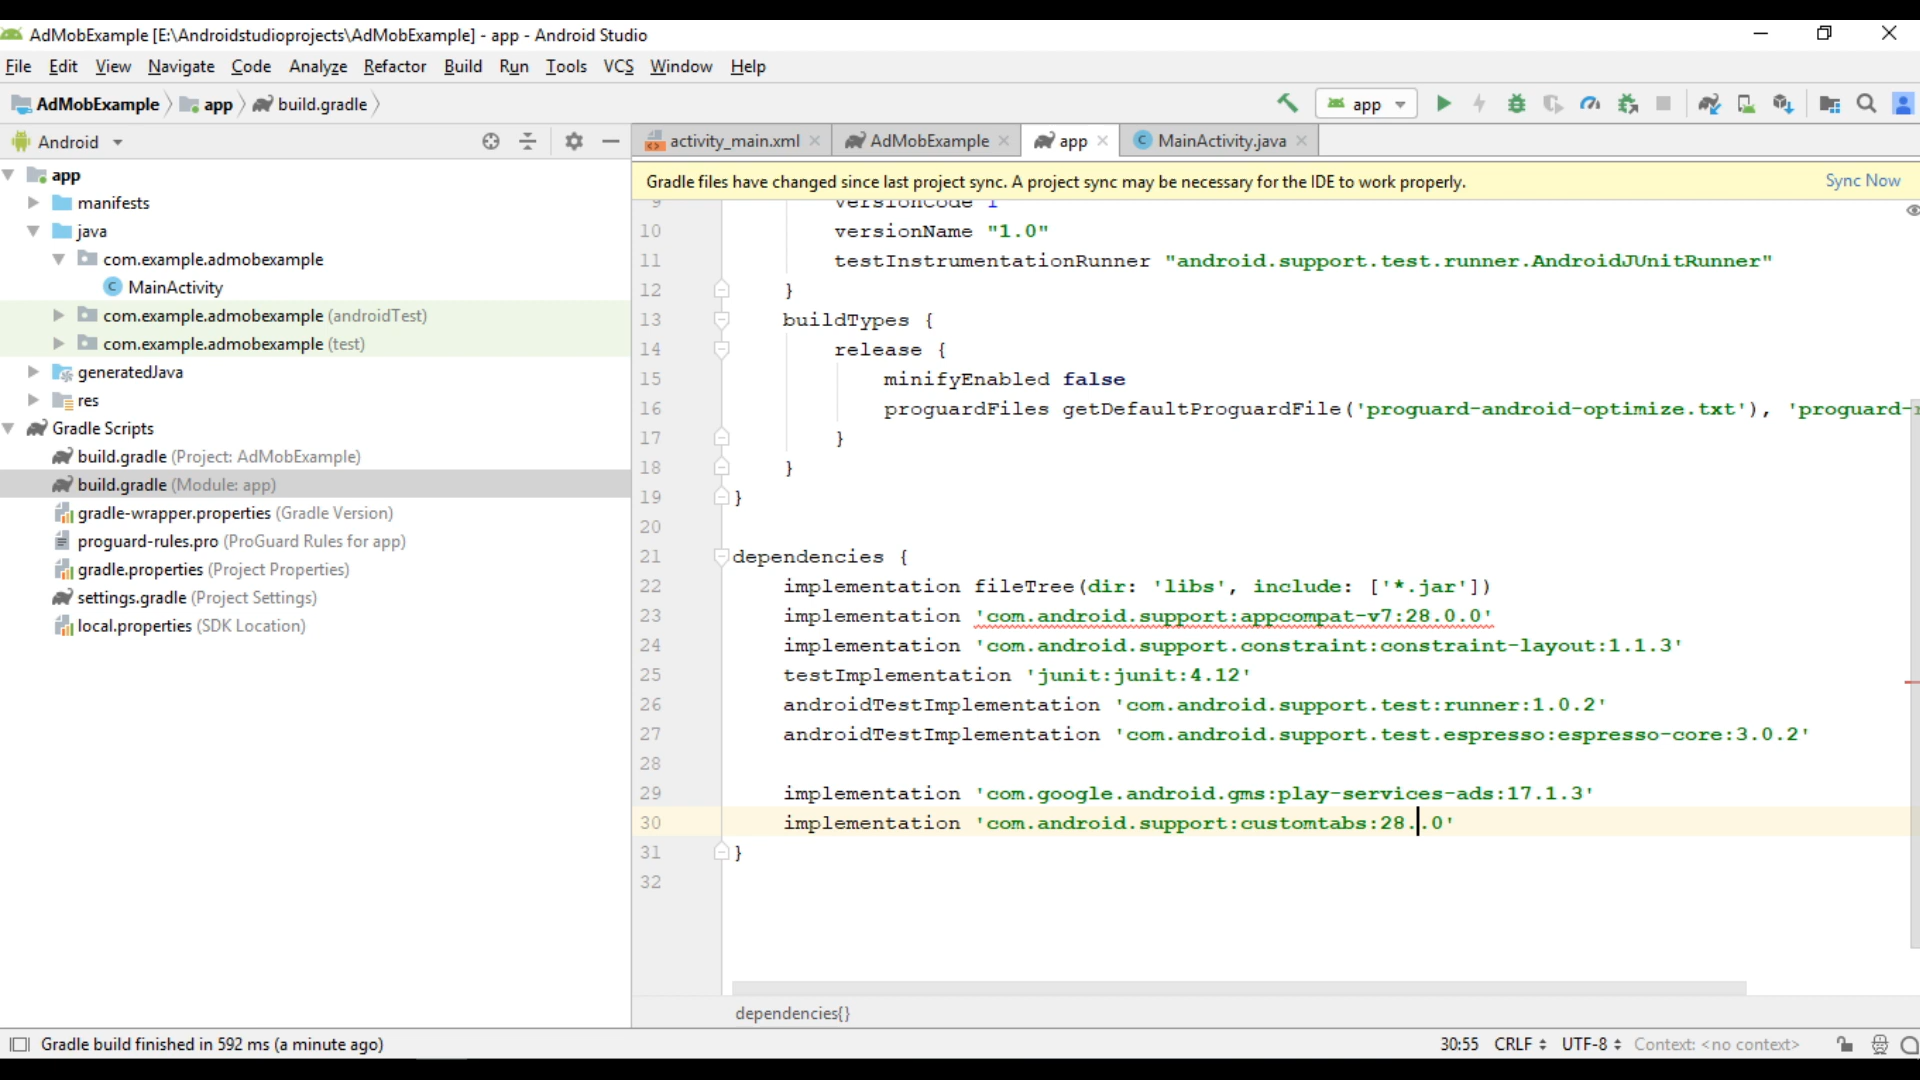 AdMobExample [E:\Androidstudioprojects\AdMobExample] - app - Android Studio
File Edit View Navigate Code Analyze Refactor Build Run Tools VCS Window Help
AdMobExample app build.gradle app
Android activity_main.xml AdMobExample app MainActivity.java
Gradle files have changed since last project sync. A project sync may be necessary for the IDE to work properly. Sync Now
app
manifests
java
com.example.admobexample
MainActivity
com.example.admobexample (androidTest)
com.example.admobexample (test)
generatedJava
res
Gradle Scripts
build.gradle (Project: AdMobExample)
build.gradle (Module: app)
gradle-wrapper.properties (Gradle Version)
proguard-rules.pro (ProGuard Rules for app)
gradle.properties (Project Properties)
settings.gradle (Project Settings)
local.properties (SDK Location)
9 versionCode 1
10 versionName "1.0"
11 testInstrumentationRunner "android.support.test.runner.AndroidJUnitRunner"
12 }
13 buildTypes {
14 release {
15 minifyEnabled false
16 proguardFiles getDefaultProguardFile('proguard-android-optimize.txt'), 'proguard-r
17 }
18 }
19 }
20
21 dependencies {
22 implementation fileTree(dir: 'libs', include: ['*.jar'])
23 implementation 'com.android.support:appcompat-v7:28.0.0'
24 implementation 'com.android.support.constraint:constraint-layout:1.1.3'
25 testImplementation 'junit:junit:4.12'
26 androidTestImplementation 'com.android.support.test:runner:1.0.2'
27 androidTestImplementation 'com.android.support.test.espresso:espresso-core:3.0.2'
28
29 implementation 'com.google.android.gms:play-services-ads:17.1.3'
30 implementation 'com.android.support:customtabs:28..0'
31 }
32
dependencies{}
Gradle build finished in 592 ms (a minute ago) 30:55 CRLF UTF-8 Context: <no context>